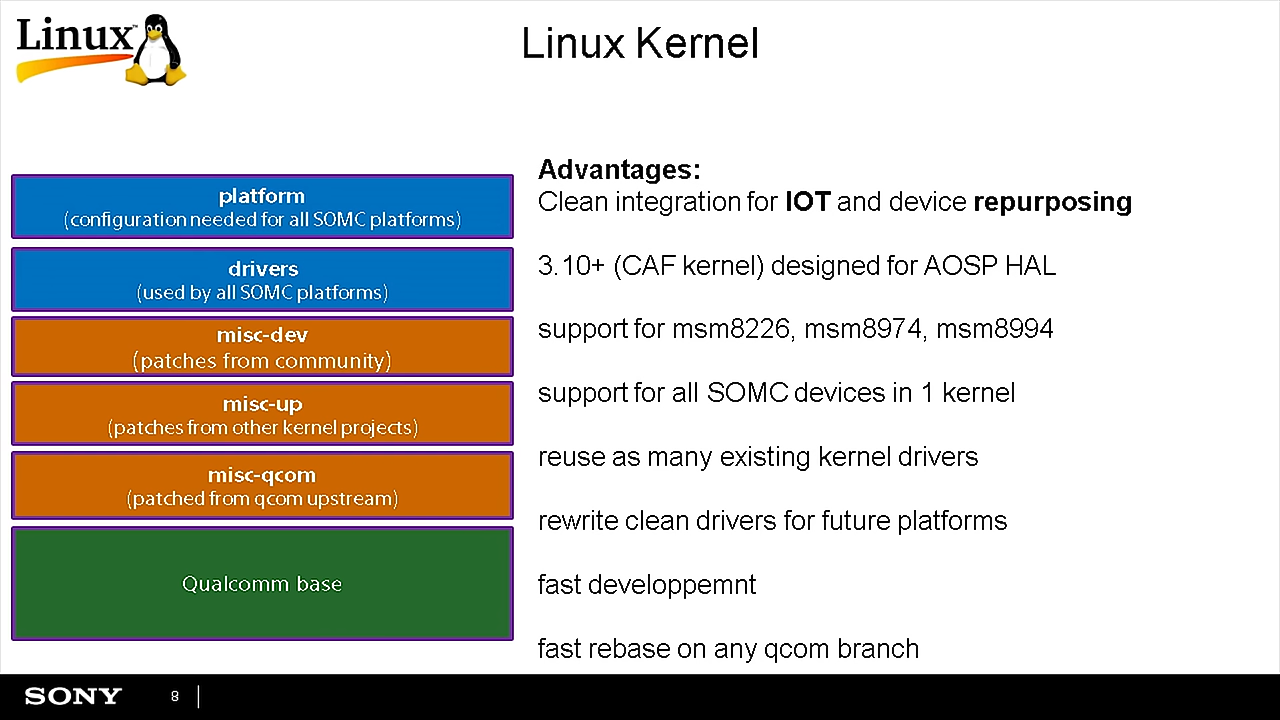 Linux™
Linux Kernel
platform
(configuration needed for all SOMC platforms)
drivers
(used by all SOMC platforms)
misc-dev
(patches from community)
misc-up
(patches from other kernel projects)
misc-qcom
(patched from qcom upstream)
Qualcomm base
Advantages:
Clean integration for IOT and device repurposing
3.10+ (CAF kernel) designed for AOSP HAL
support for msm8226, msm8974, msm8994
support for all SOMC devices in 1 kernel
reuse as many existing kernel drivers
rewrite clean drivers for future platforms
fast developpemnt
fast rebase on any qcom branch
SONY
8